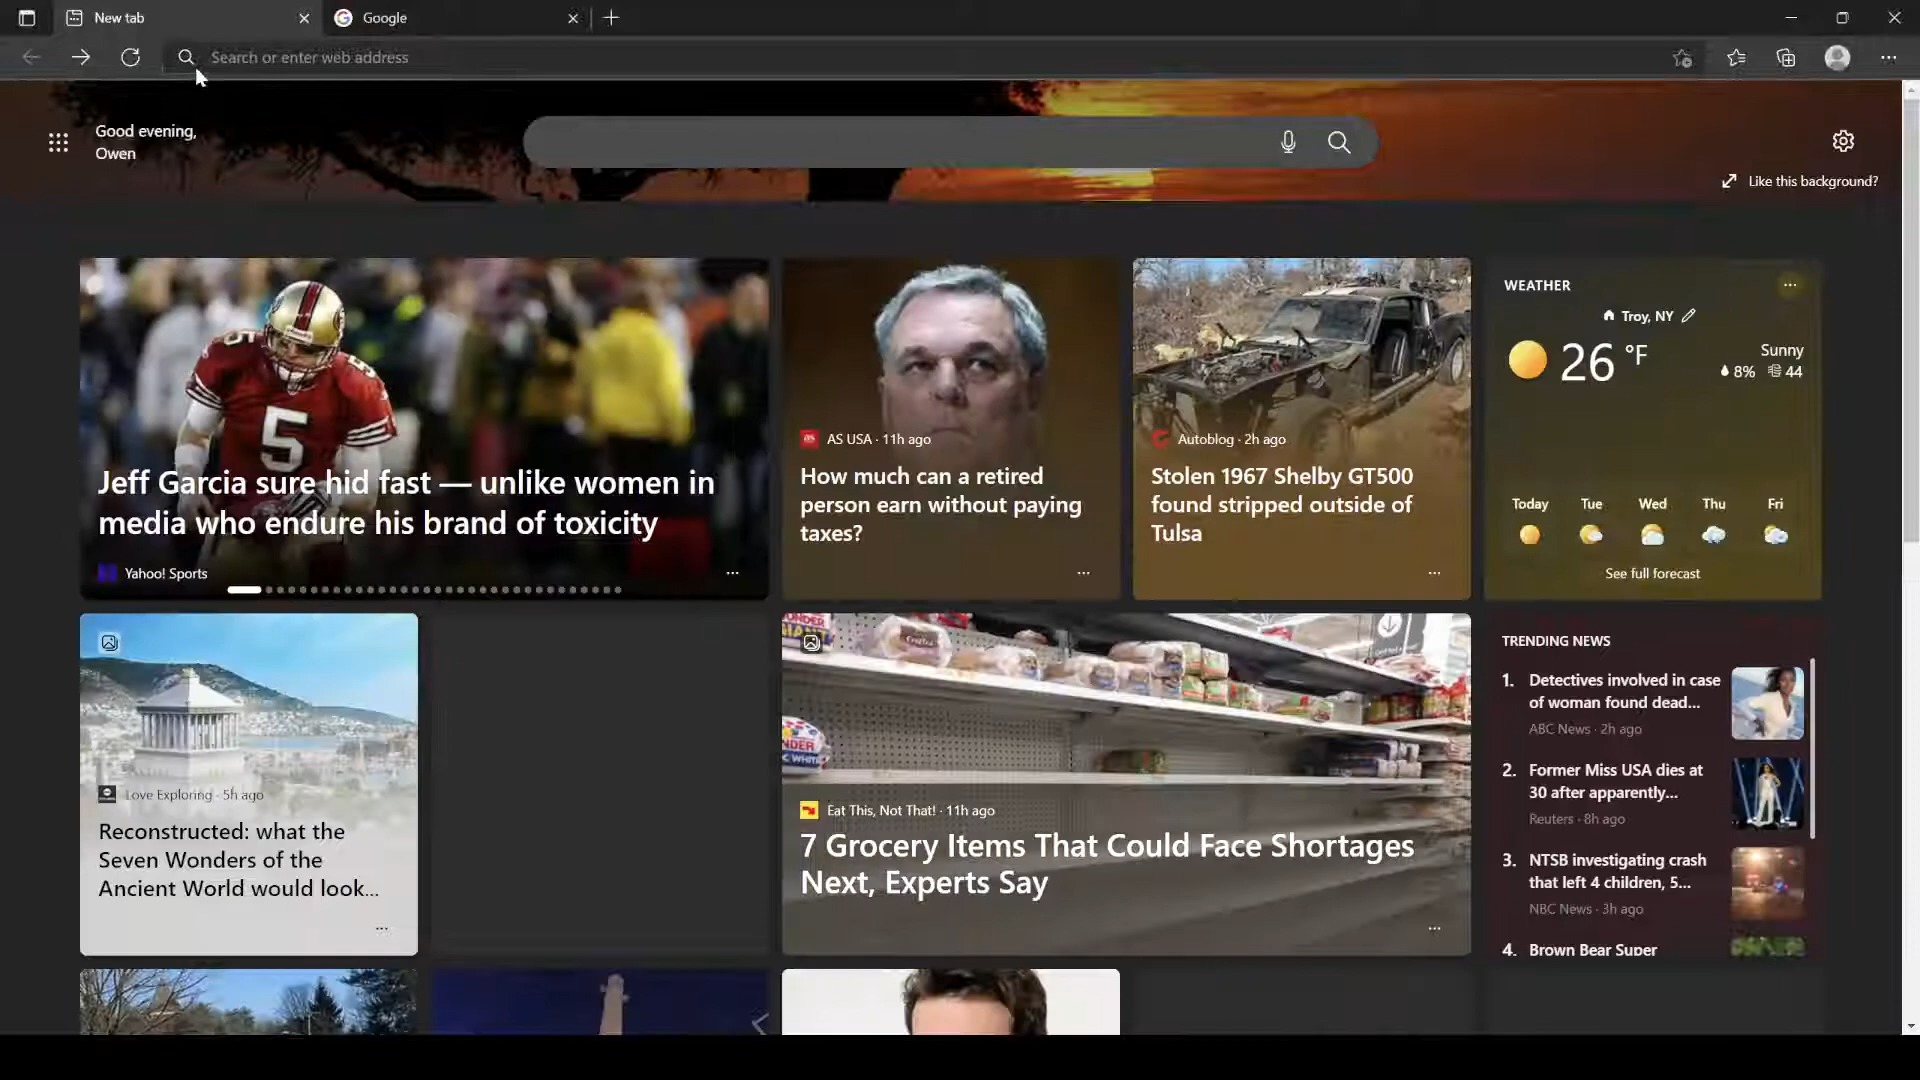 New tab
Google
Search or enter web address
Good evening,
Owen
Like this background?
5
5
Jeff Garcia sure hid fast — unlike women in
media who endure his brand of toxicity
Yahoo! Sports
AS USA · 11h ago
How much can a retired
person earn without paying
taxes?
Autoblog · 2h ago
Stolen 1967 Shelby GT500
found stripped outside of
Tulsa
WEATHER
Troy, NY
26 °F
Sunny
8% 44
Today Tue Wed Thu Fri
See full forecast
Love Exploring · 5h ago
Reconstructed: what the
Seven Wonders of the
Ancient World would look...
Eat This, Not That! · 11h ago
7 Grocery Items That Could Face Shortages
Next, Experts Say
TRENDING NEWS
1. Detectives involved in case
of woman found dead...
ABC News · 2h ago
2. Former Miss USA dies at
30 after apparently...
Reuters · 8h ago
3. NTSB investigating crash
that left 4 children, 5...
NBC News · 3h ago
4. Brown Bear Super